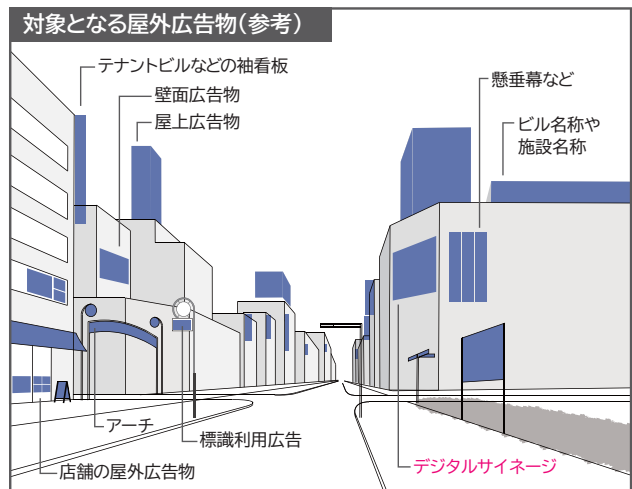 対象となる屋外広告物（参考）
テナントビルなどの袖看板
壁面広告物
屋上広告物
懸垂幕など
ビル名称や
施設名称
アーチ
標識利用広告
店舗の屋外広告物
デジタルサイネージ